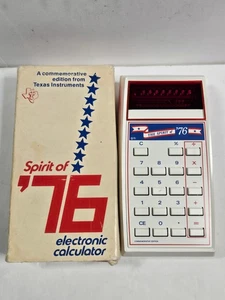 A commemorative
edition from
Texas Instruments
Spirit of
'76
electronic
calculator
THE SPIRIT of '76
C
7
8
9
4
5
6
1
2
3
CE
0